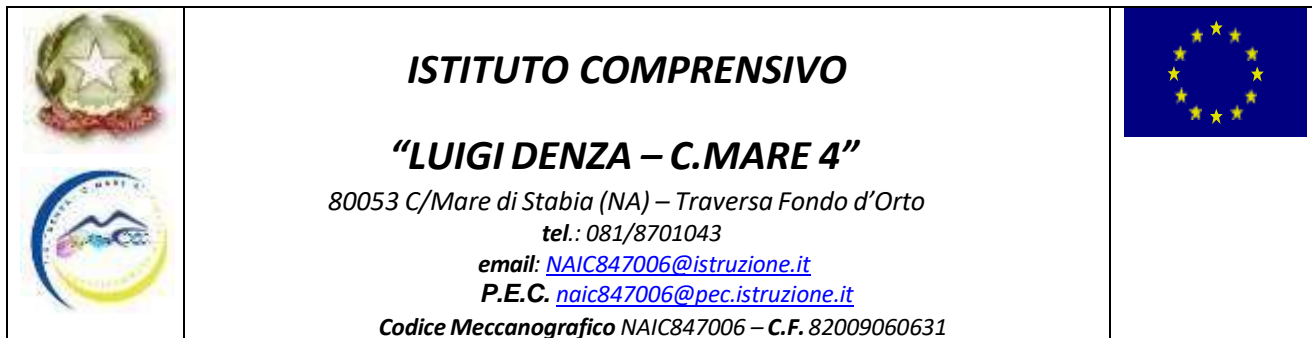 ISTITUTO COMPRENSIVO
“LUIGI DENZA – C.MARE 4”
80053 C/Mare di Stabia (NA) – Traversa Fondo d’Orto
tel.: 081/8701043
email: NAIC847006@istruzione.it
P.E.C. naic847006@pec.istruzione.it
Codice Meccanografico NAIC847006 – C.F. 82009060631